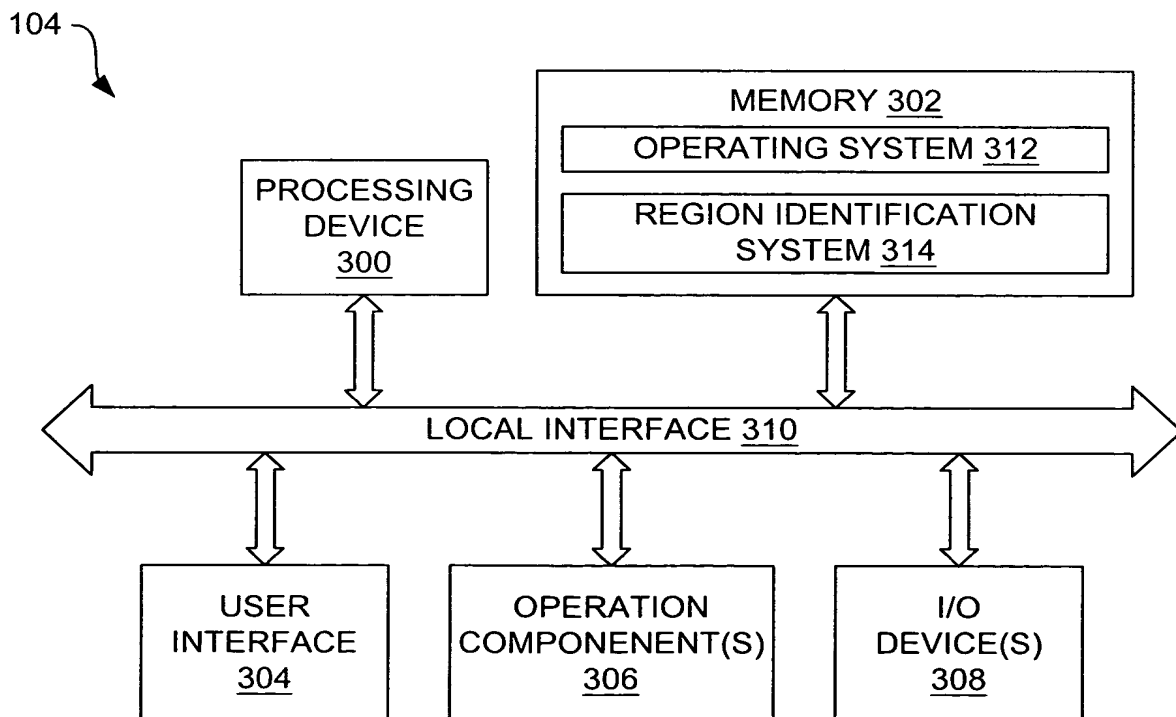 104
MEMORY 302
OPERATING SYSTEM 312
REGION IDENTIFICATION
SYSTEM 314
PROCESSING
DEVICE
300
LOCAL INTERFACE 310
USER
INTERFACE
304
OPERATION
COMPONENENT(S)
306
I/O
DEVICE(S)
308